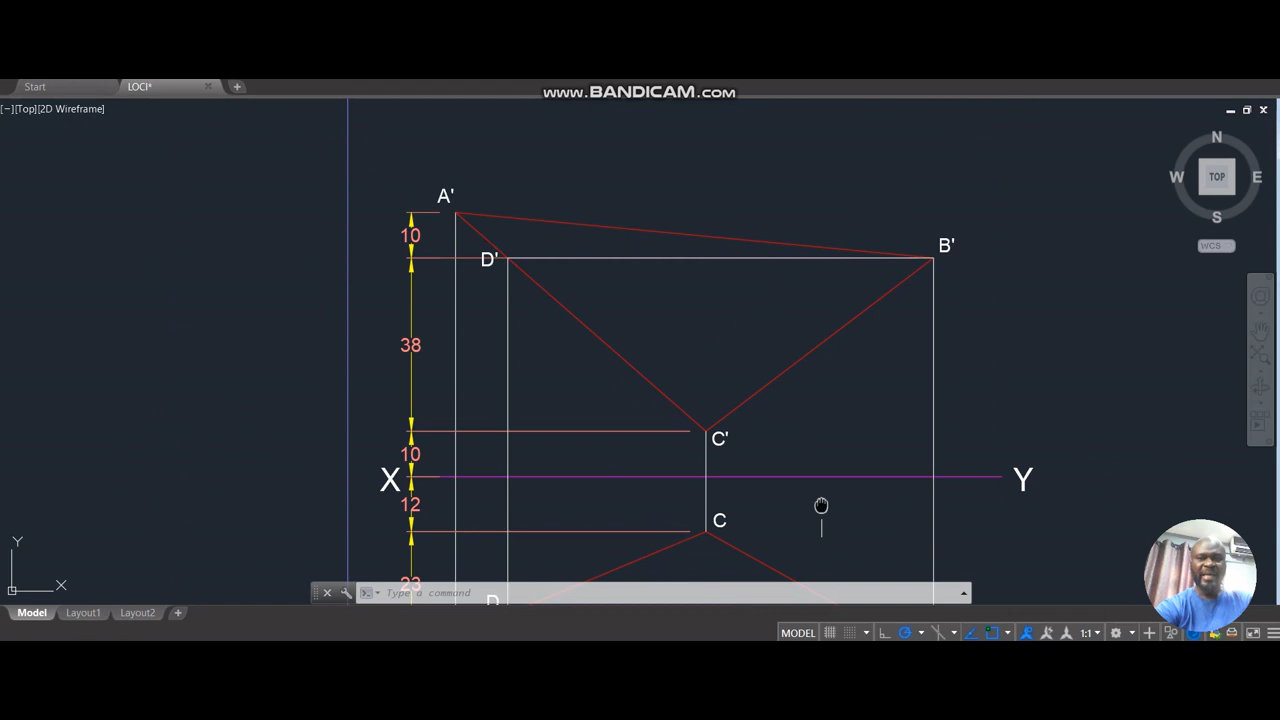 Start
LOCI*
www.BANDICAM.com
[−][Top][2D Wireframe]
N
W TOP E
S
WCS
A'
10
D'
B'
38
C'
10
X
Y
12
C
23
D
Y
X
Type a command
Model Layout1 Layout2
MODEL
1:1